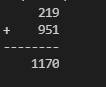 219
+    951
--------
    1170